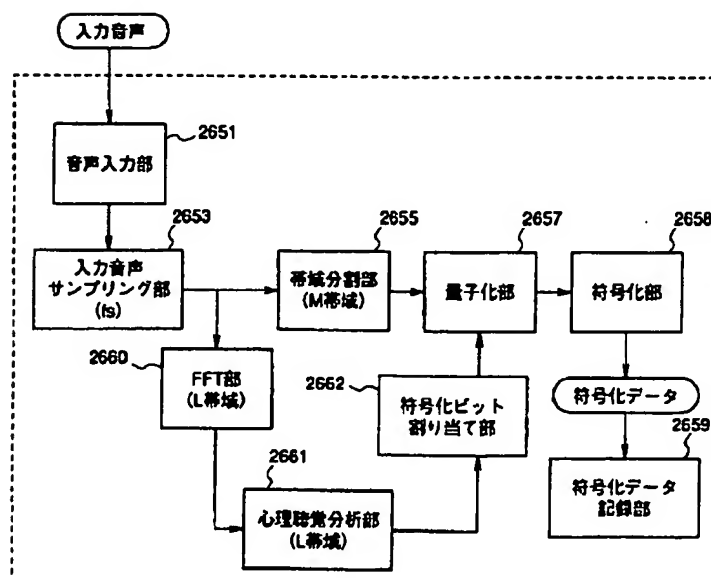 入力音声
2651
音声入力部
2653
入力音声
サンプリング部
(fs)
2655
帯域分割部
(M帯域)
2657
量子化部
2658
符号化部
2660
FFT部
(L帯域)
2662
符号化ビット
割り当て部
符号化データ
2659
符号化データ
記録部
2661
心理聴覚分析部
(L帯域)